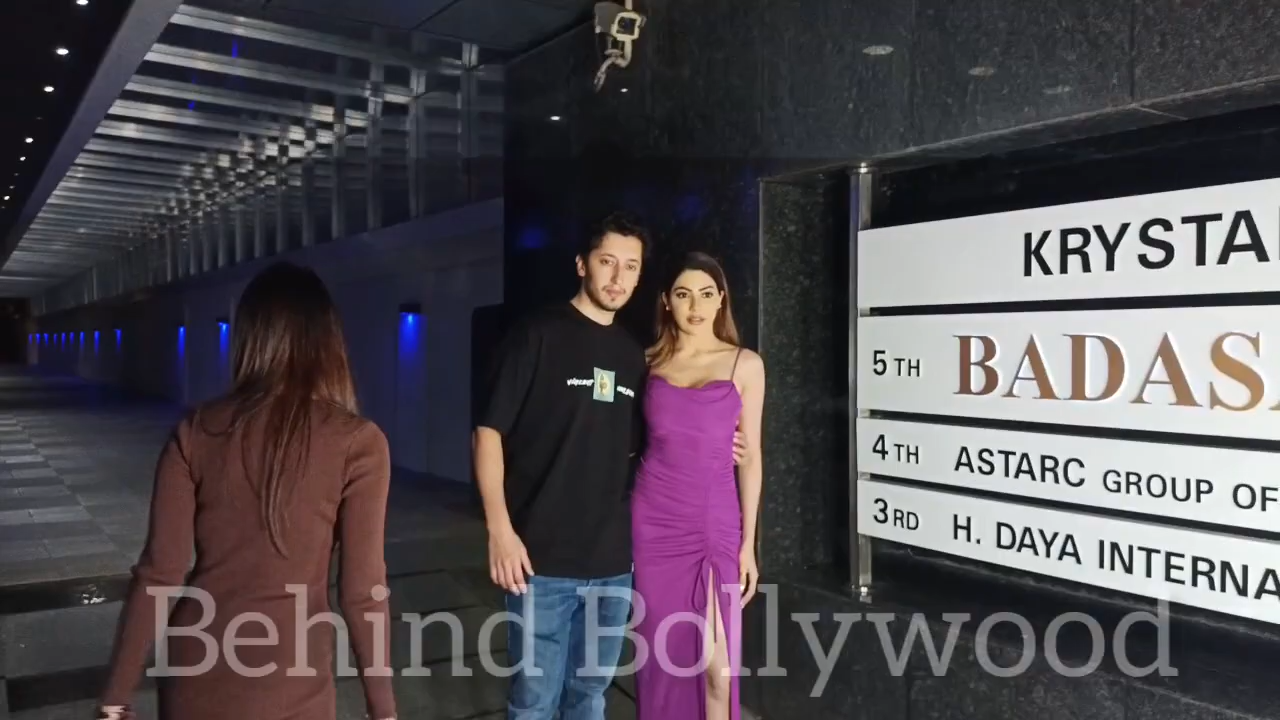 KRYSTA
5TH BADAS
4TH ASTARC GROUP OF
3RD H. DAYA INTERNA
Behind Bollywood